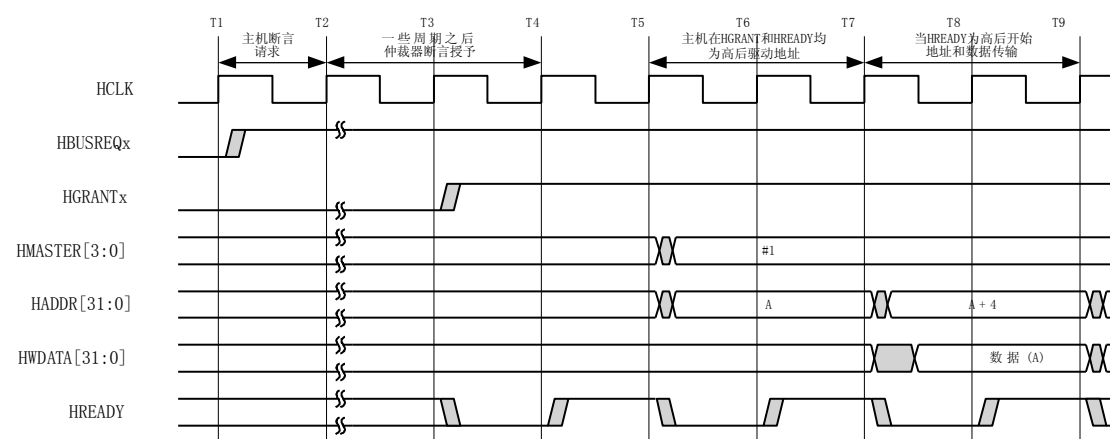 T1 T2 T3 T4 T5 T6 T7 T8 T9
主机断言
请求
一些周期之后
仲裁器断言授予
主机在HGRANT和HREADY均
为高后驱动地址
当HREADY为高后开始
地址和数据传输
HCLK
HBUSREQx
HGRANTx
HMASTER[3:0]
#1
HADDR[31:0]
A
A + 4
HWDATA[31:0]
数据 (A)
HREADY